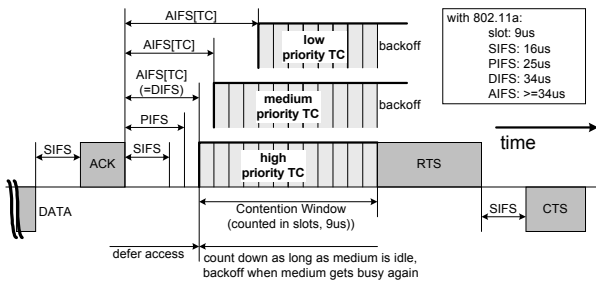 AIFS[TC]
low
priority TC
backoff
with 802.11a:
slot: 9us
SIFS: 16us
PIFS: 25us
DIFS: 34us
AIFS: >=34us
AIFS[TC]
AIFS[TC]
(=DIFS)
medium
priority TC
backoff
PIFS
time
SIFS
ACK
SIFS
high
priority TC
RTS
DATA
Contention Window
(counted in slots, 9us))
SIFS
CTS
defer access
count down as long as medium is idle,
backoff when medium gets busy again